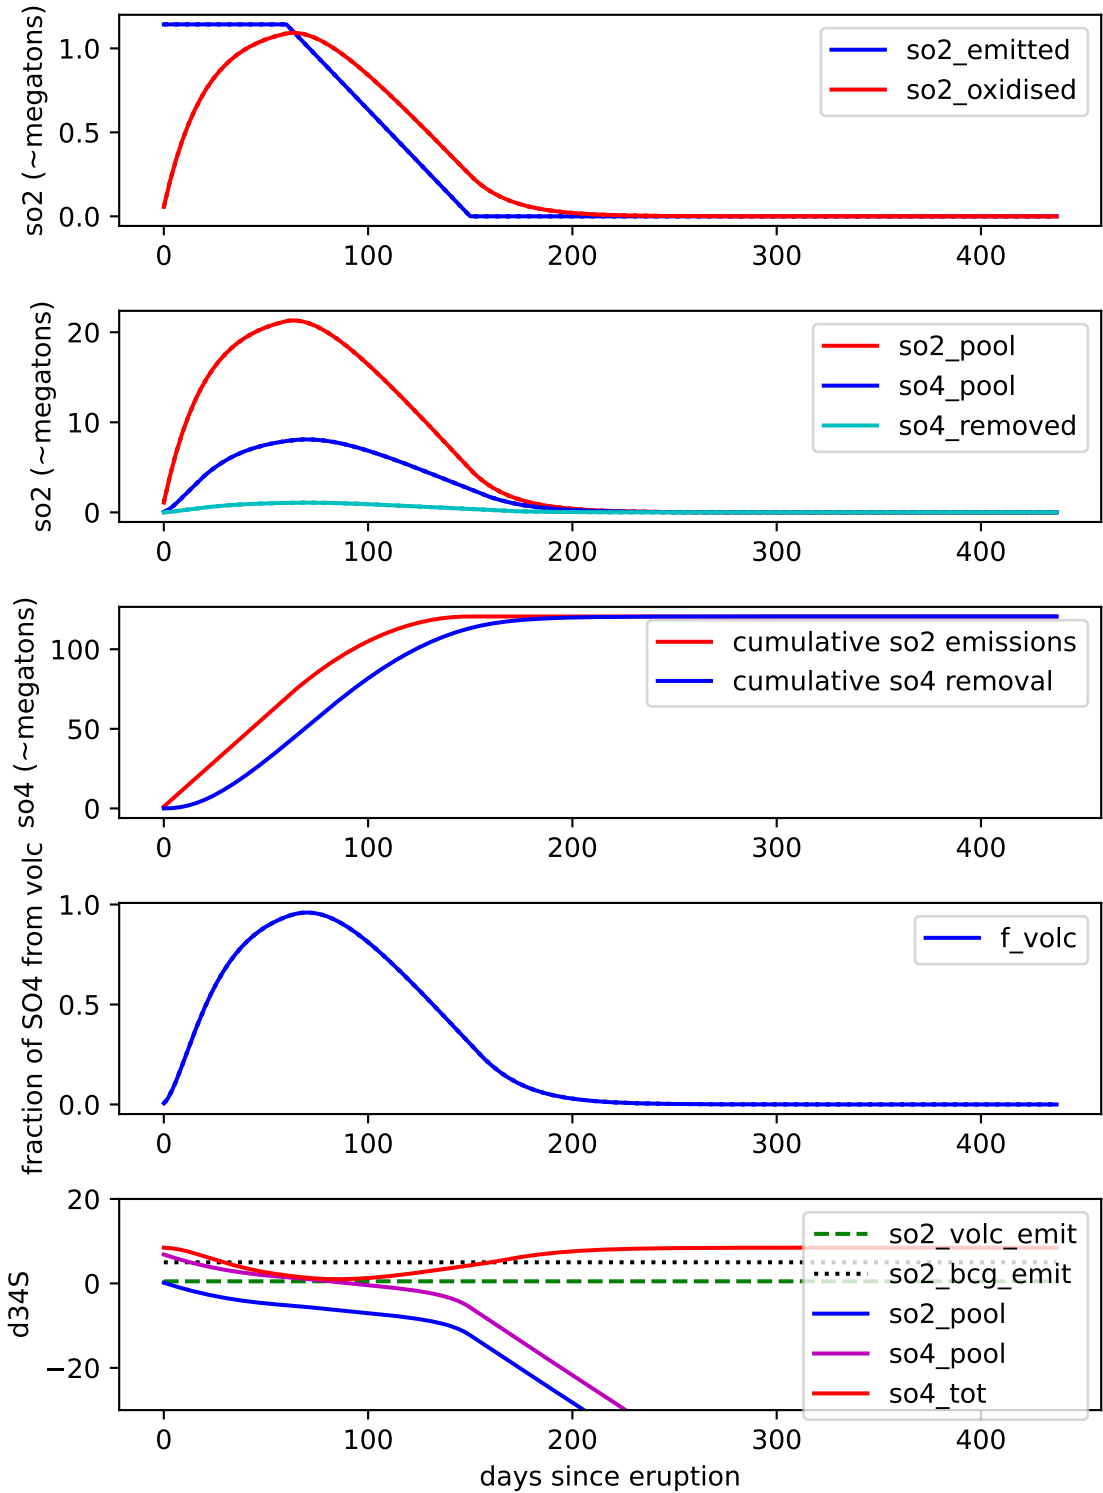 so2 (~megatons)
1.0
0.5
0.0
so2_emitted
so2_oxidised
0 100 200 300 400
so2 (~megatons)
20
10
0
so2_pool
so4_pool
so4_removed
0 100 200 300 400
so4 (~megatons)
100
50
0
cumulative so2 emissions
cumulative so4 removal
0 100 200 300 400
fraction of SO4 from volc
1.0
0.5
0.0
f_volc
0 100 200 300 400
d34S
20
0
−20
so2_volc_emit
so2_bcg_emit
so2_pool
so4_pool
so4_tot
0 100 200 300 400
days since eruption